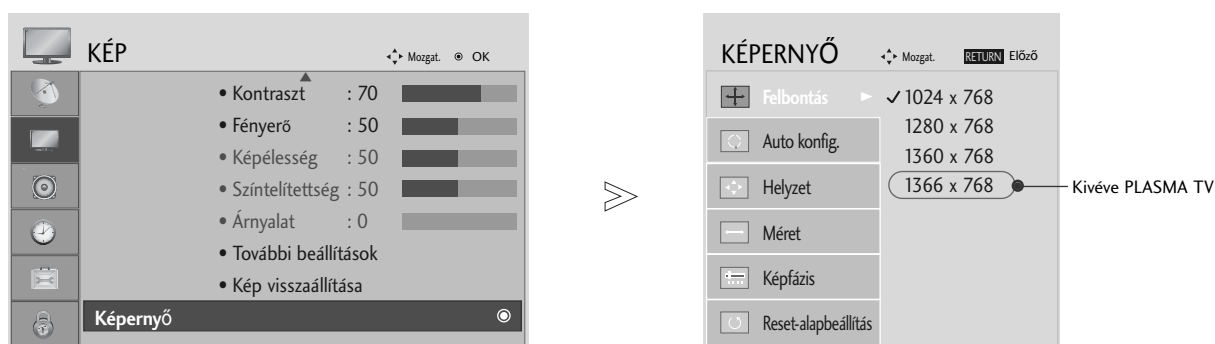 KÉP
Mozgat. OK
• Kontraszt : 70
• Fényerő : 50
• Képélesség : 50
• Színtelítettség : 50
• Árnyalat : 0
• További beállítások
• Kép visszaállítása
Képernyő
KÉPERNYŐ
Mozgat. RETURN Előző
Felbontás
1024 x 768
1280 x 768
1360 x 768
1366 x 768
Kivéve PLASMA TV
Auto konfig.
Helyzet
Méret
Képfázis
Reset-alapbeállítás